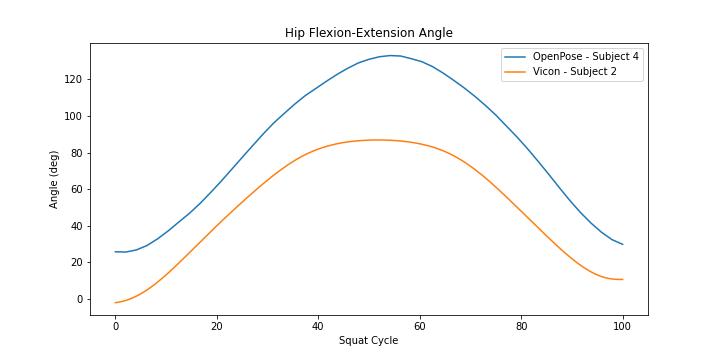 Hip Flexion-Extension Angle
OpenPose - Subject 4
Vicon - Subject 2
Angle (deg)
120
100
80
60
40
20
0
0 20 40 60 80 100
Squat Cycle